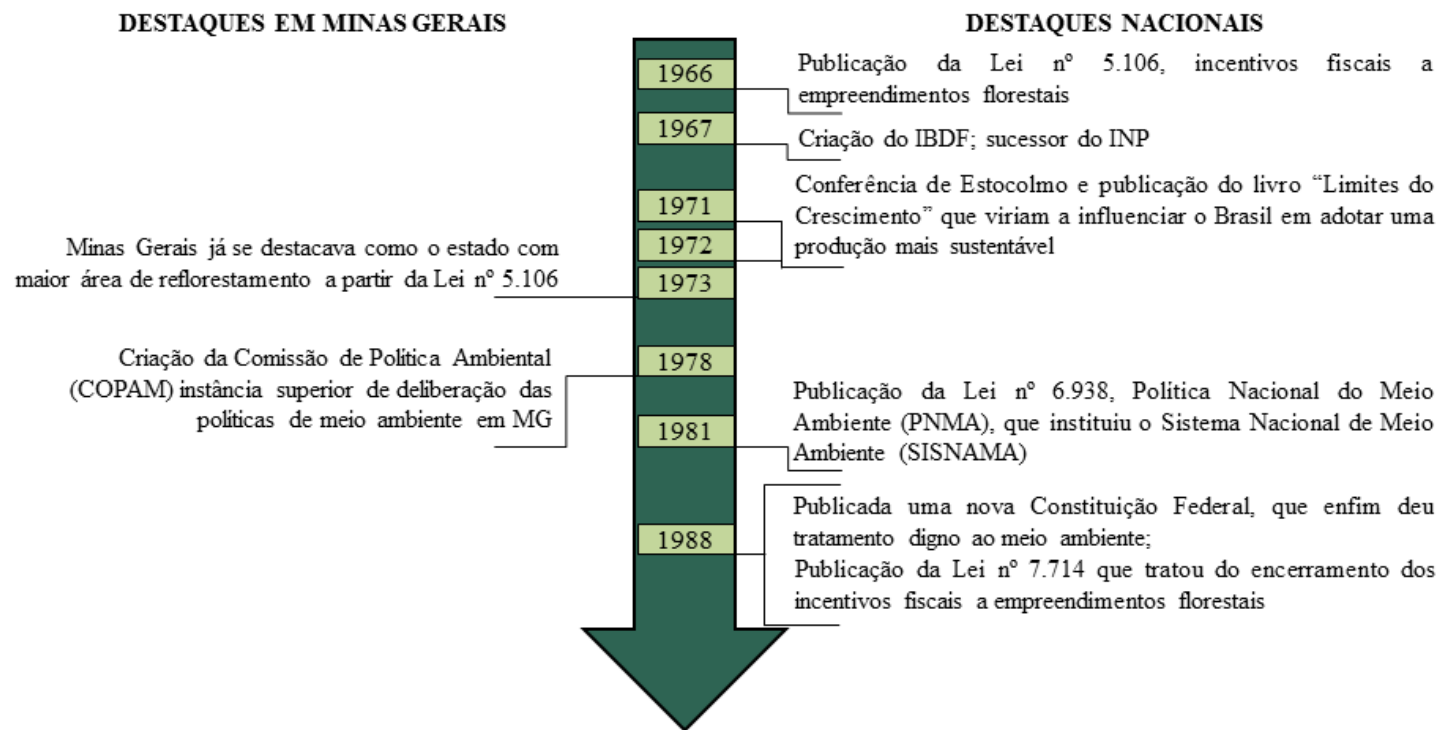 DESTAQUES EM MINAS GERAIS
DESTAQUES NACIONAIS
1966
Publicação da Lei nº 5.106, incentivos fiscais a
empreendimentos florestais
1967
Criação do IBDF; sucessor do INP
1971
1972
Conferência de Estocolmo e publicação do livro “Limites do
Crescimento” que viriam a influenciar o Brasil em adotar uma
produção mais sustentável
Minas Gerais já se destacava como o estado com
maior área de reflorestamento a partir da Lei nº 5.106
1973
Criação da Comissão de Política Ambiental
(COPAM) instância superior de deliberação das
políticas de meio ambiente em MG
1978
1981
Publicação da Lei nº 6.938, Política Nacional do Meio
Ambiente (PNMA), que instituiu o Sistema Nacional de Meio
Ambiente (SISNAMA)
1988
Publicada uma nova Constituição Federal, que enfim deu
tratamento digno ao meio ambiente;
Publicação da Lei nº 7.714 que tratou do encerramento dos
incentivos fiscais a empreendimentos florestais